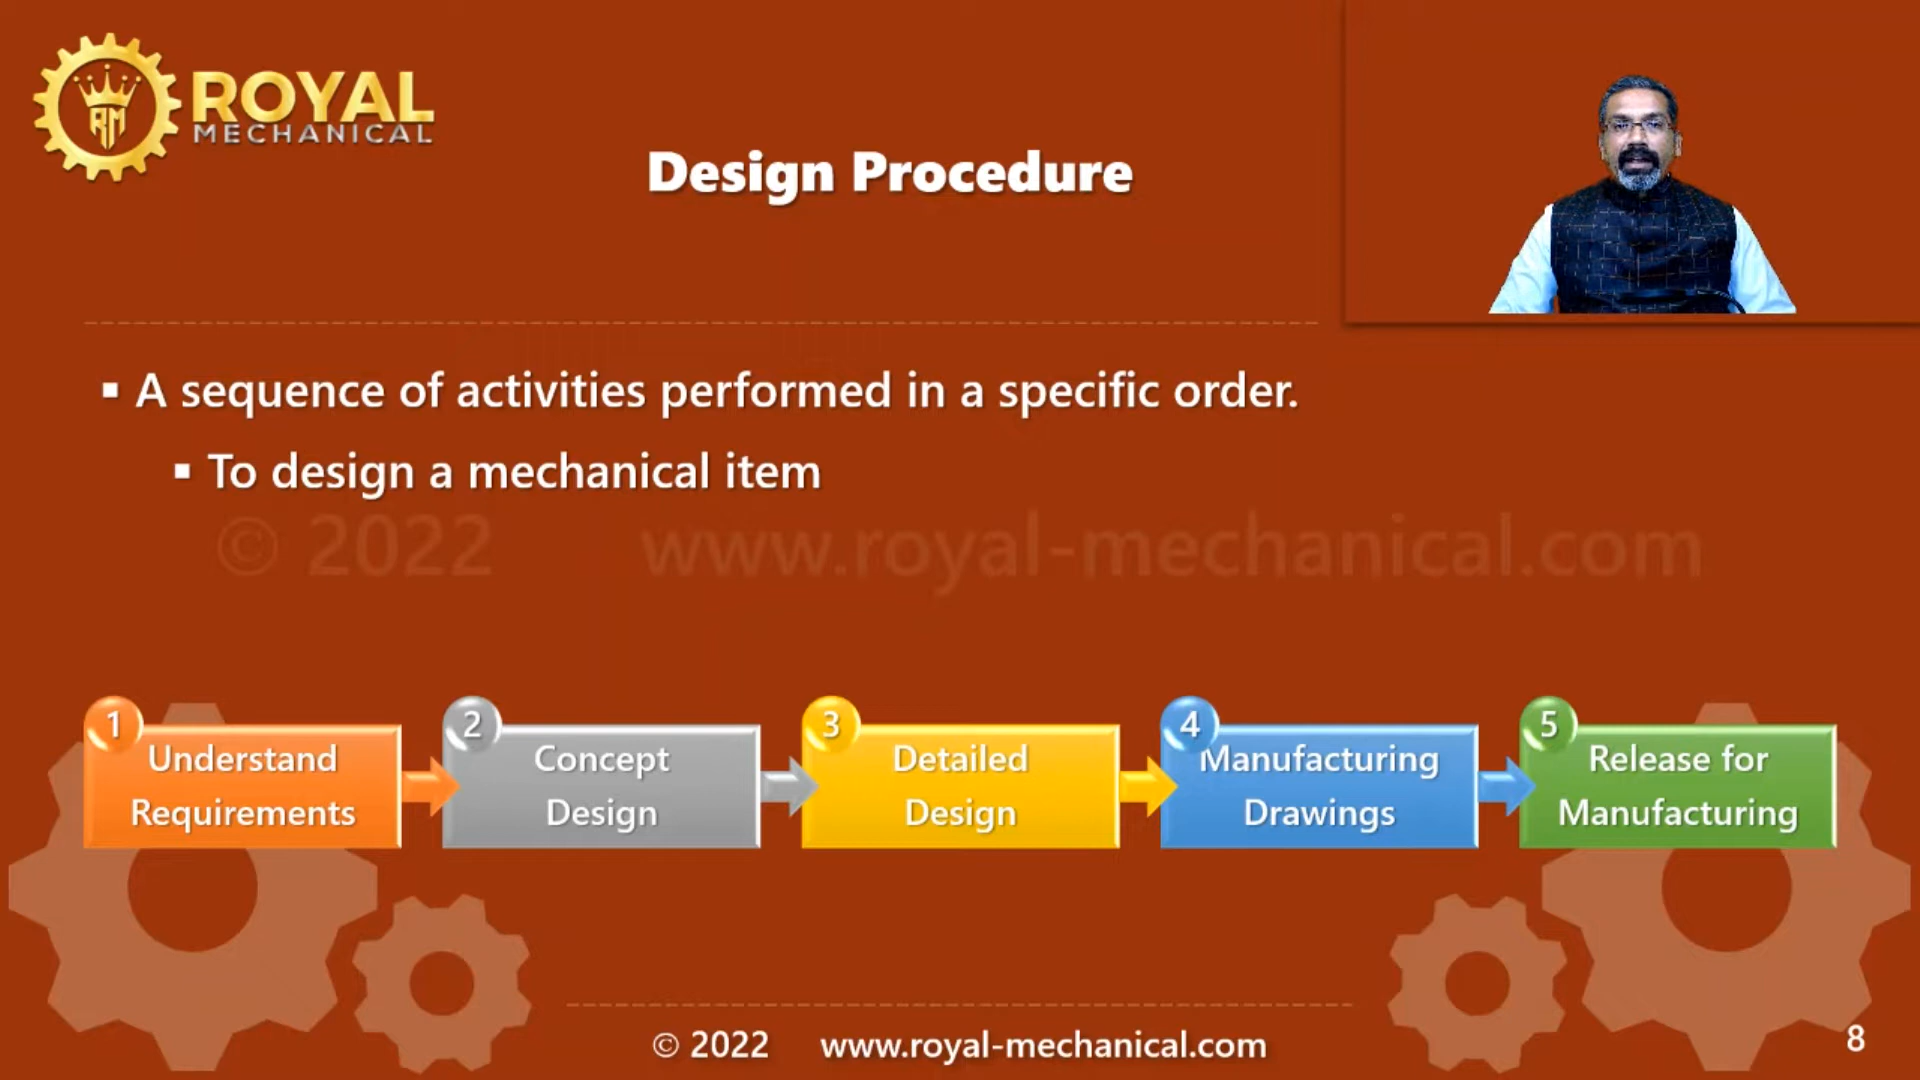 RM
ROYAL
MECHANICAL
Design Procedure
▪ A sequence of activities performed in a specific order.
▪ To design a mechanical item
© 2022 www.royal-mechanical.com
1
Understand
Requirements
2
Concept
Design
3
Detailed
Design
4
Manufacturing
Drawings
5
Release for
Manufacturing
© 2022 www.royal-mechanical.com
8